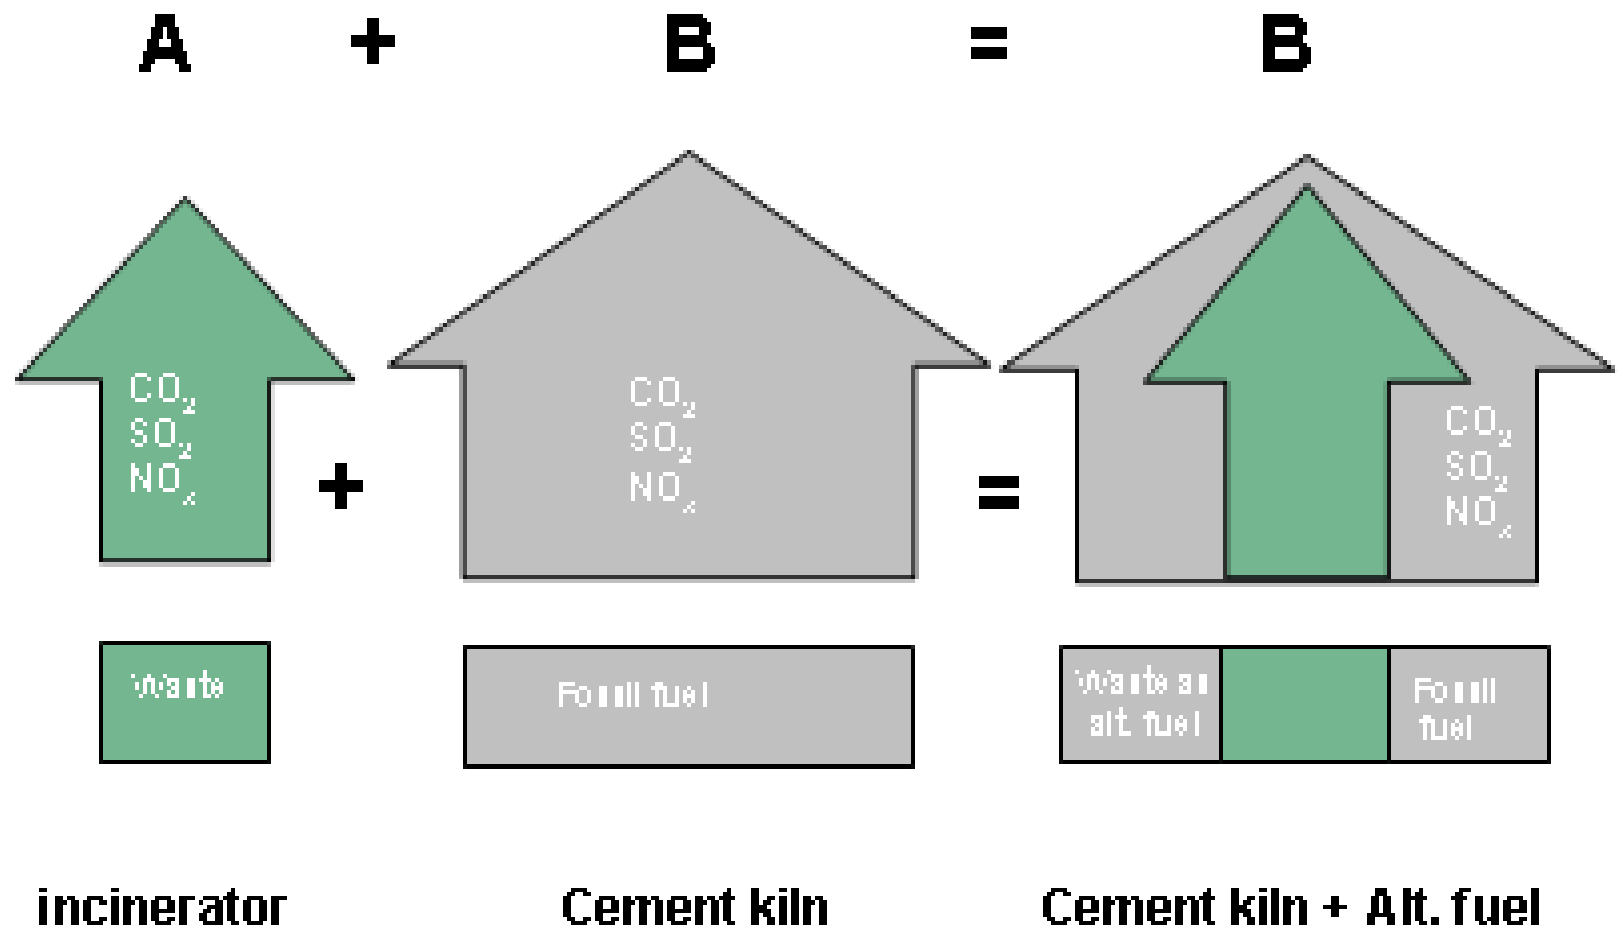 A + B = B
CO₂
SO₂
NOₓ
+
CO₂
SO₂
NOₓ
=
CO₂
SO₂
NOₓ
Waste
Fossil fuel
Waste as
alt. fuel
Fossil
fuel
incinerator
Cement kiln
Cement kiln + Alt. fuel